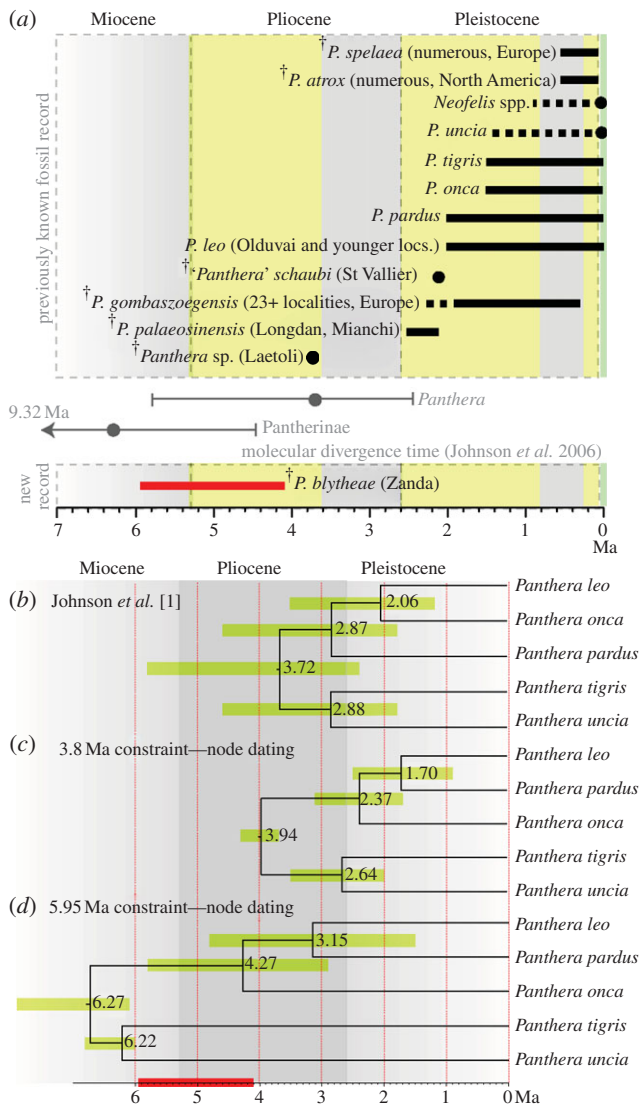 (a) Miocene Pliocene Pleistocene
previously known fossil record
†P. spelaea (numerous, Europe)
†P. atrox (numerous, North America)
Neofelis spp.
P. uncia
P. tigris
P. onca
P. pardus
P. leo (Olduvai and younger locs.)
†‘Panthera’ schaubi (St Vallier)
†P. gombaszoegensis (23+ localities, Europe)
†P. palaeosinensis (Longdan, Mianchi)
†Panthera sp. (Laetoli)
Panthera
9.32 Ma
Pantherinae
molecular divergence time (Johnson et al. 2006)
new
record
†P. blytheae (Zanda)
7 6 5 4 3 2 1 0
Ma
Miocene Pliocene Pleistocene
(b) Johnson et al. [1]
Panthera leo
2.06
Panthera onca
2.87
Panthera pardus
3.72
Panthera tigris
2.88
Panthera uncia
(c) 3.8 Ma constraint—node dating
Panthera leo
1.70
Panthera pardus
2.37
Panthera onca
3.94
Panthera tigris
2.64
Panthera uncia
(d) 5.95 Ma constraint—node dating
Panthera leo
3.15
Panthera pardus
4.27
Panthera onca
6.27
Panthera tigris
6.22
Panthera uncia
6 5 4 3 2 1 0 Ma